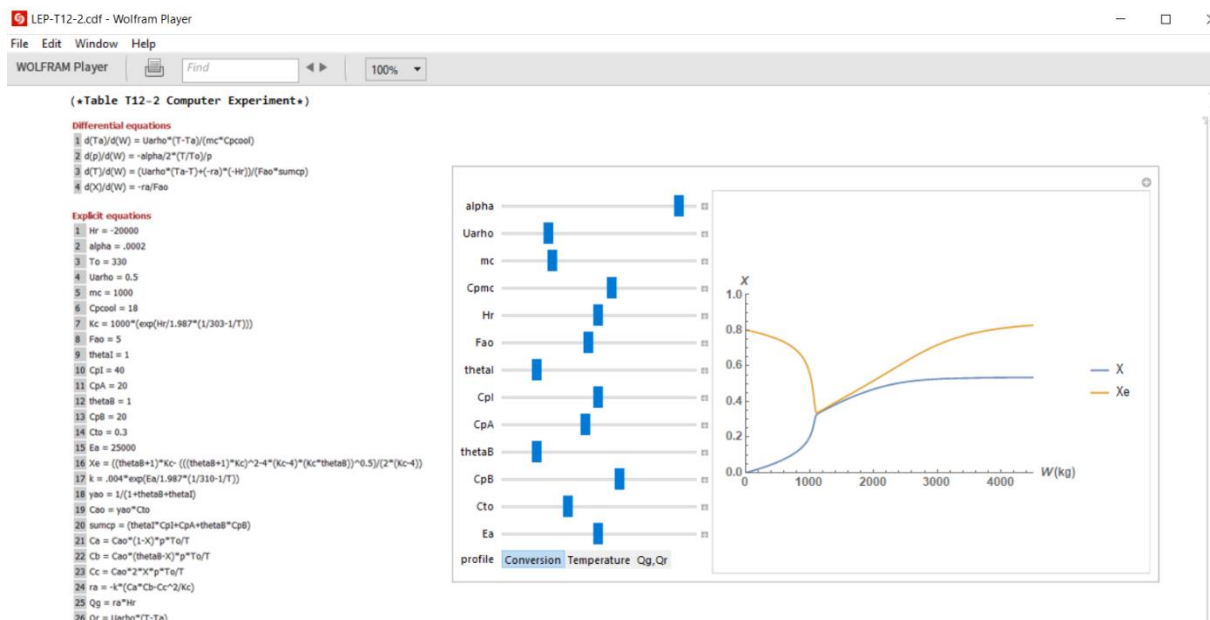 LEP-T12-2.cdf - Wolfram Player
File Edit Window Help
WOLFRAM Player
Find
100%
(*Table T12-2 Computer Experiment*)
Differential equations
1 d(Ta)/d(W) = Uarho*(T-Ta)/(mc*Cpcool)
2 d(p)/d(W) = -alpha/2*(T/To)/p
3 d(T)/d(W) = (Uarho*(Ta-T)+(-ra)*(-Hr))/(Fao*sumcp)
4 d(X)/d(W) = -ra/Fao
Explicit equations
1 Hr = -20000
2 alpha = .0002
3 To = 330
4 Uarho = 0.5
5 mc = 1000
6 Cpcool = 18
7 Kc = 1000*(exp(Hr/1.987*(1/303-1/T)))
8 Fao = 5
9 thetaI = 1
10 CpI = 40
11 CpA = 20
12 thetaB = 1
13 CpB = 20
14 Cto = 0.3
15 Ea = 25000
16 Xe = ((thetaB+1)*Kc- (((thetaB+1)*Kc)^2-4*(Kc-4)*(Kc*thetaB))^0.5)/(2*(Kc-4))
17 k = .004*exp(Ea/1.987*(1/310-1/T))
18 yao = 1/(1+thetaB+thetaI)
19 Cao = yao*Cto
20 sumcp = (thetaI*CpI+CpA+thetaB*CpB)
21 Ca = Cao*(1-X)*p*To/T
22 Cb = Cao*(thetaB-X)*p*To/T
23 Cc = Cao*2*X*p*To/T
24 ra = -k*(Ca*Cb-Cc^2/Kc)
25 Qg = ra*Hr
26 Qr = Uarho*(T-Ta)
alpha
Uarho
mc
Cpmc
Hr
Fao
thetaI
CpI
CpA
thetaB
CpB
Cto
Ea
profile Conversion Temperature Qg,Qr
X
1.0
0.8
0.6
0.4
0.2
0.0
0 1000 2000 3000 4000 W(kg)
X
Xe